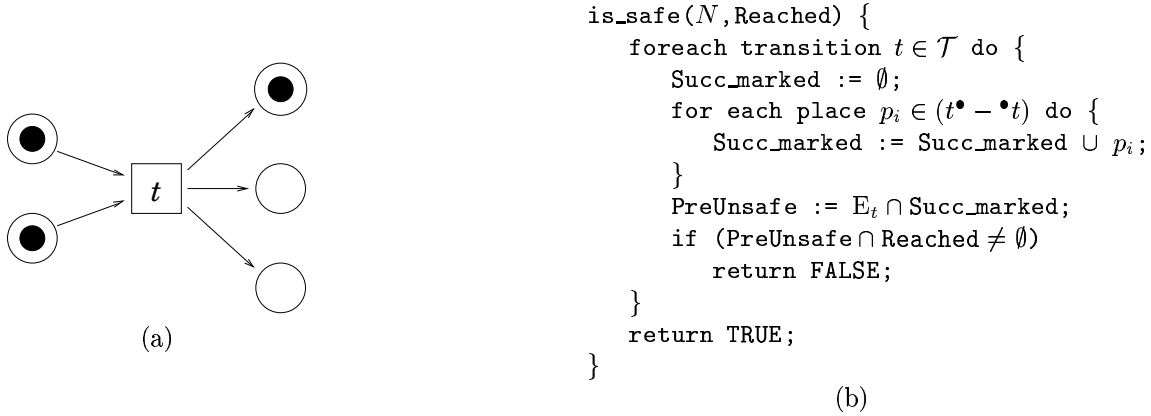 t
(a)
is_safe(N,Reached) {
foreach transition t ∈ 𝒯 do {
Succ_marked := ∅;
for each place pᵢ ∈ (t• − •t) do {
Succ_marked := Succ_marked ∪ pᵢ;
}
PreUnsafe := Eₜ ∩ Succ_marked;
if (PreUnsafe ∩ Reached ≠ ∅)
return FALSE;
}
return TRUE;
}
(b)